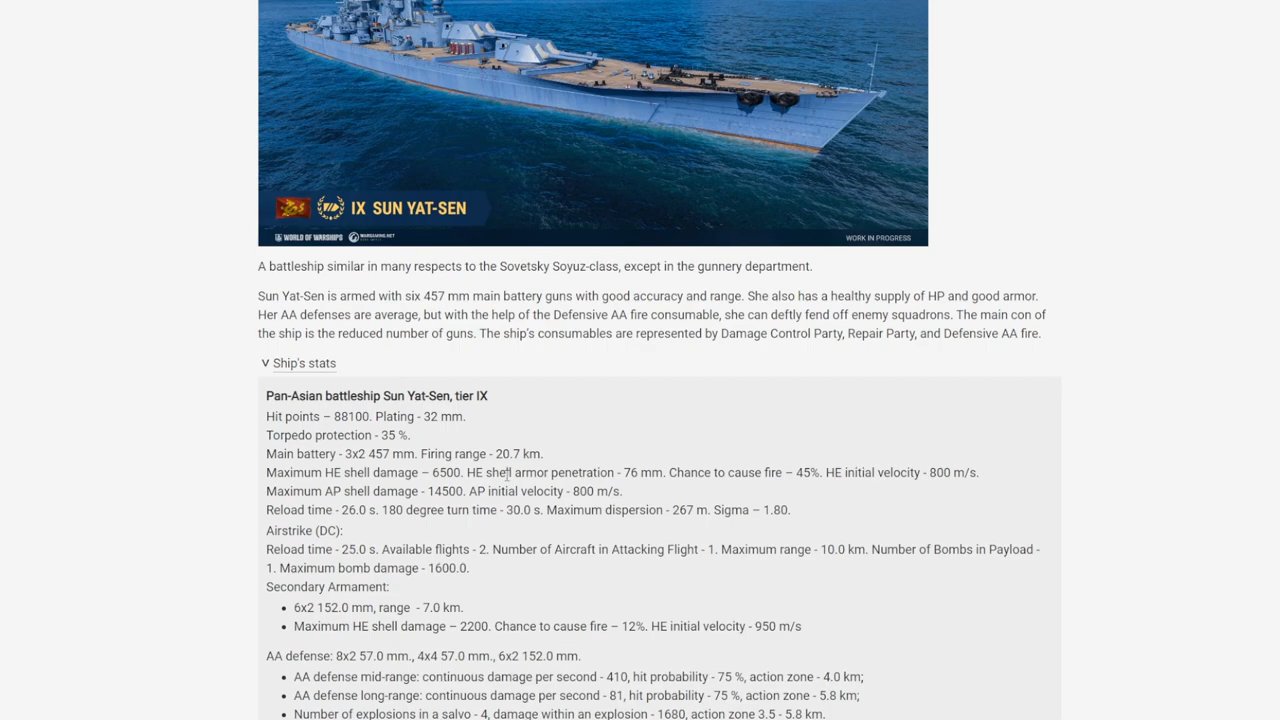 IX SUN YAT-SEN
WORLD OF WARSHIPS WARGAMING.NET WORK IN PROGRESS
A battleship similar in many respects to the Sovetsky Soyuz-class, except in the gunnery department.
Sun Yat-Sen is armed with six 457 mm main battery guns with good accuracy and range. She also has a healthy supply of HP and good armor.
Her AA defenses are average, but with the help of the Defensive AA fire consumable, she can deftly fend off enemy squadrons. The main con of
the ship is the reduced number of guns. The ship's consumables are represented by Damage Control Party, Repair Party, and Defensive AA fire.
Ship's stats
Pan-Asian battleship Sun Yat-Sen, tier IX
Hit points – 88100. Plating - 32 mm.
Torpedo protection - 35 %.
Main battery - 3x2 457 mm. Firing range - 20.7 km.
Maximum HE shell damage – 6500. HE shell armor penetration - 76 mm. Chance to cause fire – 45%. HE initial velocity - 800 m/s.
Maximum AP shell damage - 14500. AP initial velocity - 800 m/s.
Reload time - 26.0 s. 180 degree turn time - 30.0 s. Maximum dispersion - 267 m. Sigma – 1.80.
Airstrike (DC):
Reload time - 25.0 s. Available flights - 2. Number of Aircraft in Attacking Flight - 1. Maximum range - 10.0 km. Number of Bombs in Payload -
1. Maximum bomb damage - 1600.0.
Secondary Armament:
• 6x2 152.0 mm, range - 7.0 km.
• Maximum HE shell damage – 2200. Chance to cause fire – 12%. HE initial velocity - 950 m/s
AA defense: 8x2 57.0 mm., 4x4 57.0 mm., 6x2 152.0 mm.
• AA defense mid-range: continuous damage per second - 410, hit probability - 75 %, action zone - 4.0 km;
• AA defense long-range: continuous damage per second - 81, hit probability - 75 %, action zone - 5.8 km;
• Number of explosions in a salvo - 4, damage within an explosion - 1680, action zone 3.5 - 5.8 km.